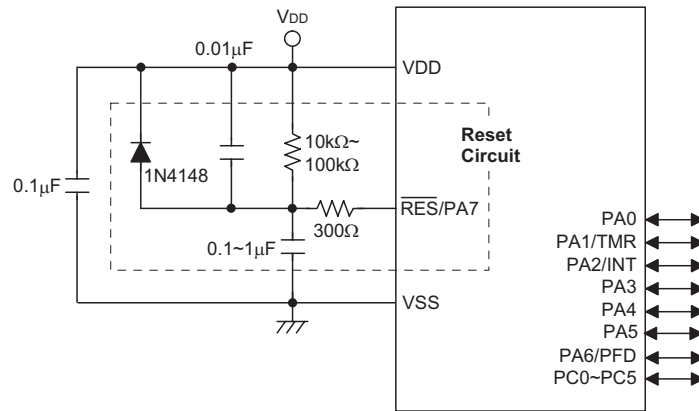 VDD
0.01μF
VDD
10kΩ~
100kΩ
Reset
Circuit
1N4148
0.1μF
RES/PA7
300Ω
0.1~1μF
VSS
PA0
PA1/TMR
PA2/INT
PA3
PA4
PA5
PA6/PFD
PC0~PC5